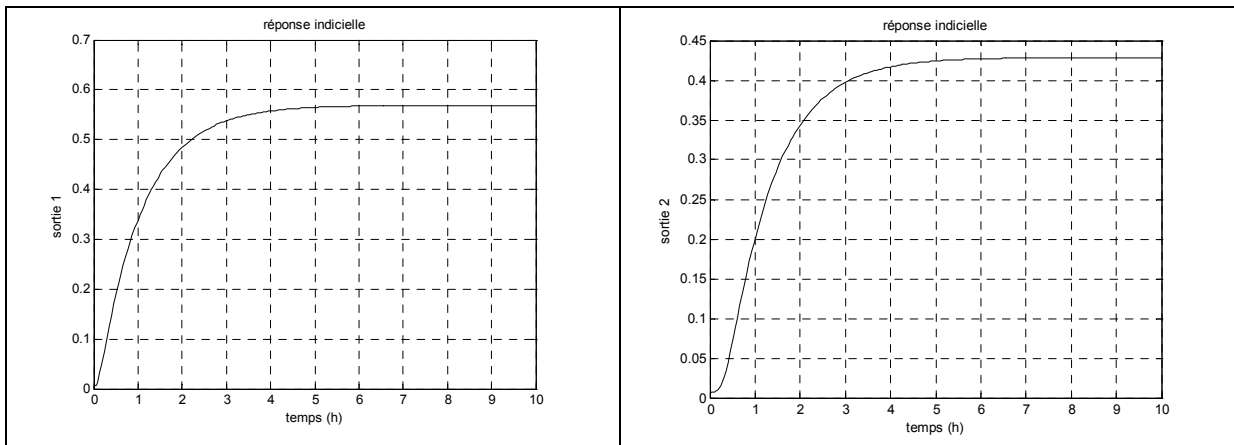 réponse indicielle
0.7
0.6
0.5
0.4
0.3
0.2
0.1
0
sortie 1
0 1 2 3 4 5 6 7 8 9 10
temps (h)
réponse indicielle
0.45
0.4
0.35
0.3
0.25
0.2
0.15
0.1
0.05
0
sortie 2
0 1 2 3 4 5 6 7 8 9 10
temps (h)